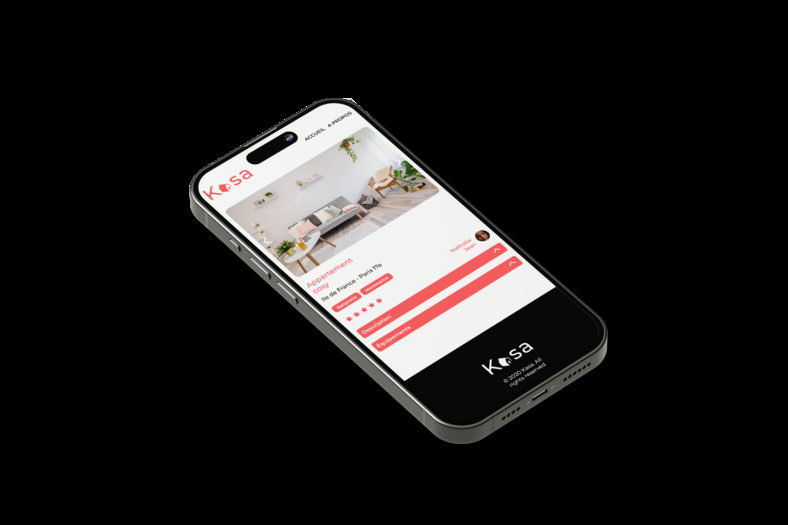 ACCUEIL A PROPOS
Kasa
Appartement
cosy
Ile de France - Paris 17e
Nathalie
Jean
Batignolle Montmartre
Description
Equipements
Kasa
© 2020 Kasa. All
rights reserved